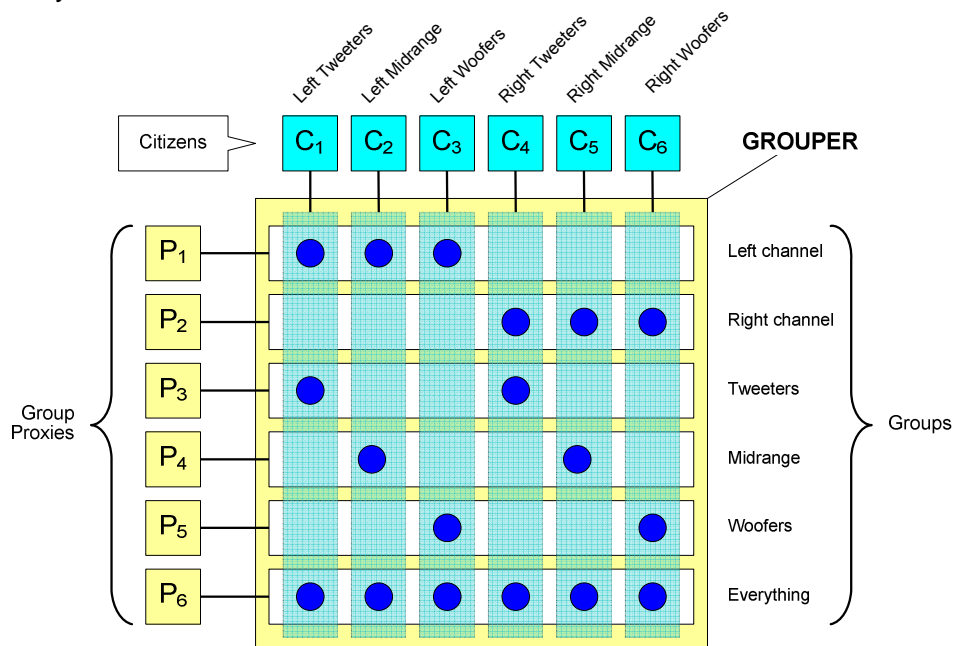 Left Tweeters
Left Midrange
Left Woofers
Right Tweeters
Right Midrange
Right Woofers
Citizens
C1
C2
C3
C4
C5
C6
GROUPER
P1
Left channel
P2
Right channel
P3
Tweeters
Group
Proxies
Groups
P4
Midrange
P5
Woofers
P6
Everything